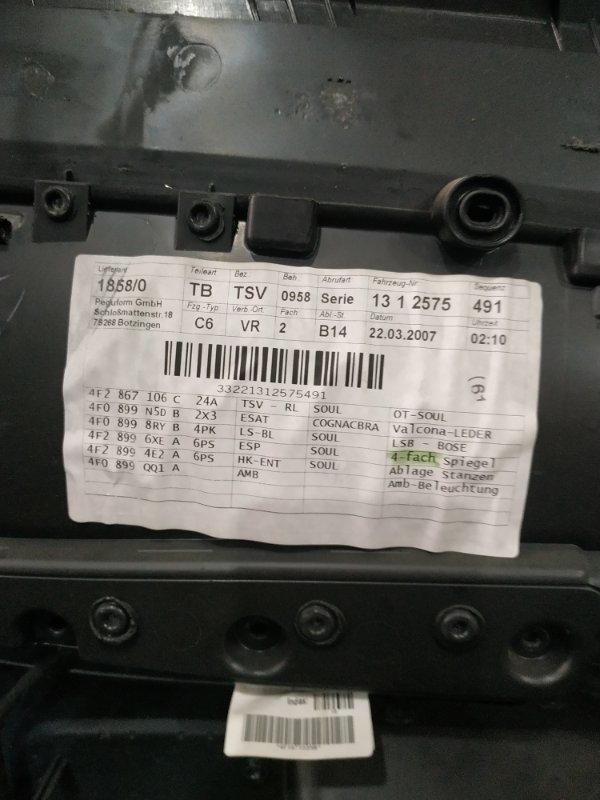 Lieferant Teileart Bez. Beh Abrufart Fahrzeug-Nr. Sequenz
1858/0 TB TSV 0958 Serie 13 1 2575 491
Peguform GmbH
Schloßmattenstr.18
79268 Bötzingen
Fzg.-Typ Verb.-Ort. Fach Abl.-St. Datum Uhrzeit
C6 VR 2 B14 22.03.2007 02:10
33221312575491
(61
4F2 867 106 C 24A TSV - RL SOUL OT-SOUL
4F0 899 N5D B 2X3 ESAT COGNACBRA Valcona-LEDER
4F0 899 8RY B 4PK LS-BL SOUL LSB - BOSE
4F2 899 6XE A 6PS ESP SOUL 4-fach Spiegel
4F2 899 4E2 A 6PS HK-ENT SOUL Ablage Stanzen
4F0 899 QQ1 A AMB Amb-Beleuchtung